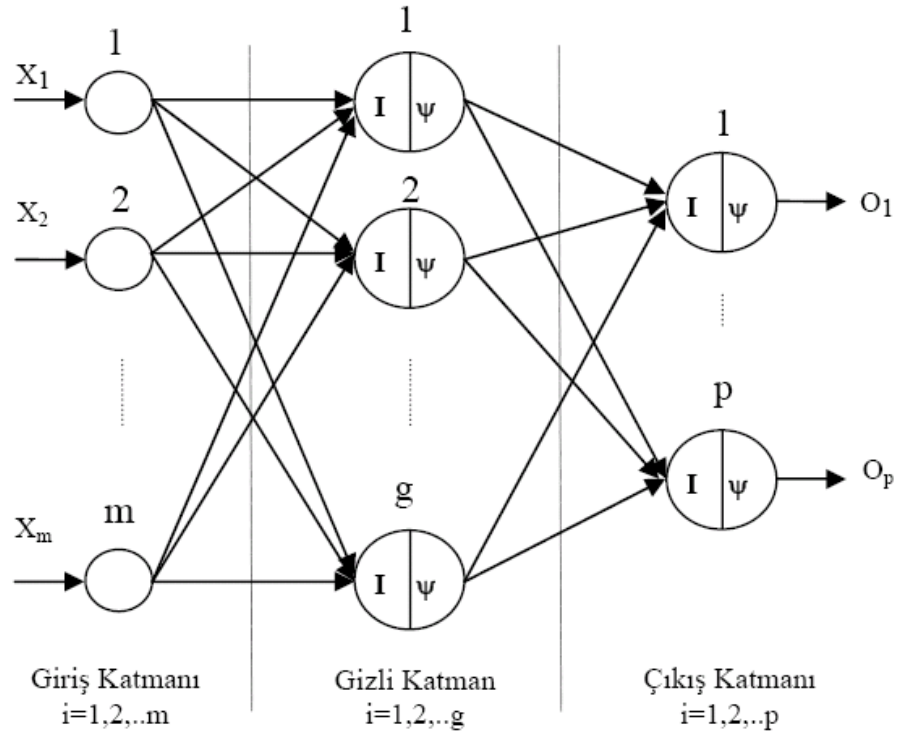 1
1
X1
I ψ
1
2
2
X2
I ψ
I ψ
O1
p
g
m
I ψ
Op
Xm
I ψ
Giriş Katmanı
i=1,2,..m
Gizli Katman
i=1,2,..g
Çıkış Katmanı
i=1,2,..p